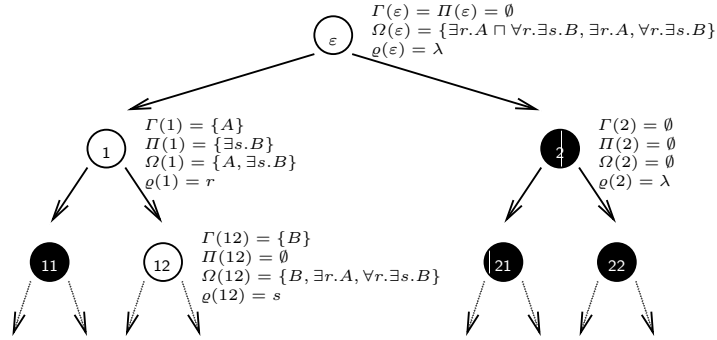 Γ(ε) = Π(ε) = ∅
Ω(ε) = {∃r.A ⊓ ∀r.∃s.B, ∃r.A, ∀r.∃s.B}
ϱ(ε) = λ
ε
Γ(1) = {A}
Π(1) = {∃s.B}
Ω(1) = {A, ∃s.B}
ϱ(1) = r
1
Γ(2) = ∅
Π(2) = ∅
Ω(2) = ∅
ϱ(2) = λ
2
11
12
Γ(12) = {B}
Π(12) = ∅
Ω(12) = {B, ∃r.A, ∀r.∃s.B}
ϱ(12) = s
21
22